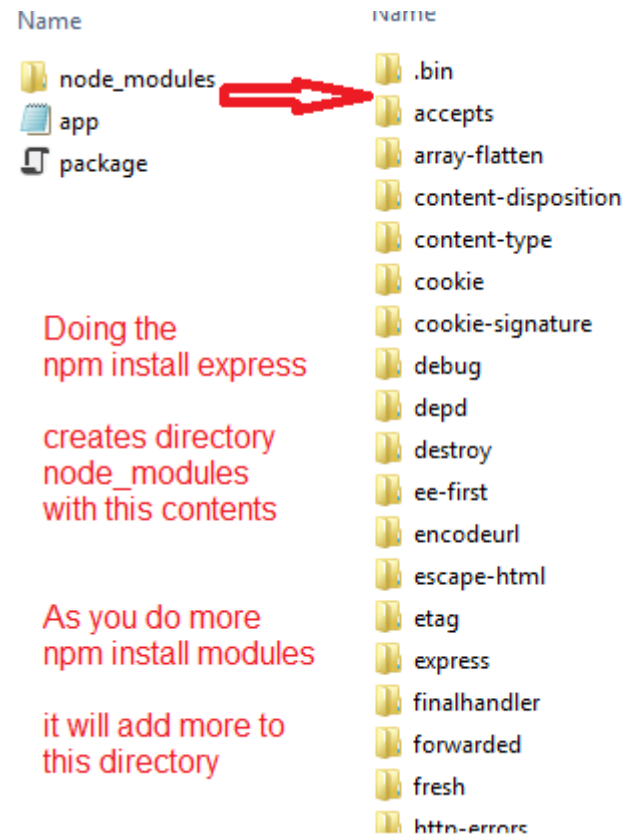 Name
node_modules
app
package
Doing the
npm install express
creates directory
node_modules
with this contents
As you do more
npm install modules
it will add more to
this directory
Name
.bin
accepts
array-flatten
content-disposition
content-type
cookie
cookie-signature
debug
depd
destroy
ee-first
encodeurl
escape-html
etag
express
finalhandler
forwarded
fresh
http-errors